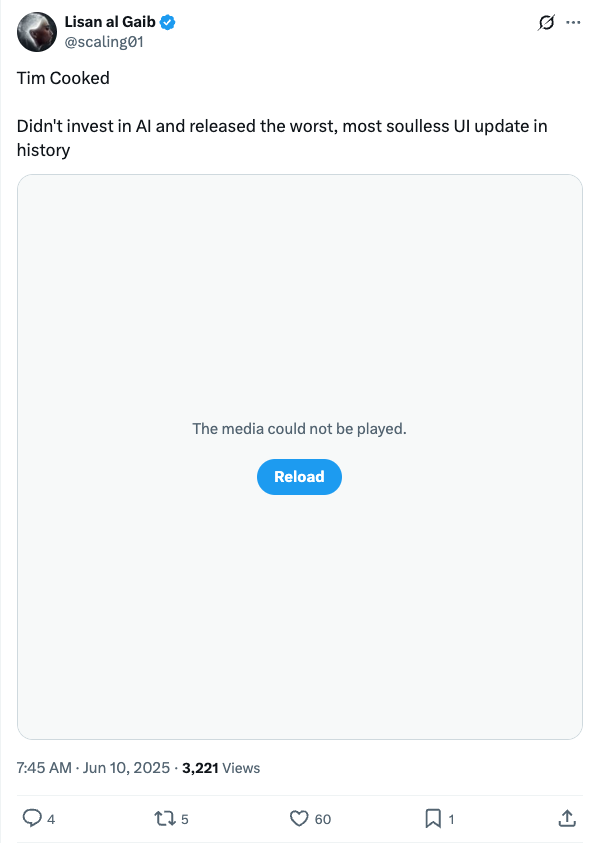 Lisan al Gaib
@scaling01
Tim Cooked
Didn't invest in AI and released the worst, most soulless UI update in
history
The media could not be played.
Reload
7:45 AM · Jun 10, 2025 · 3,221 Views
4 5 60 1